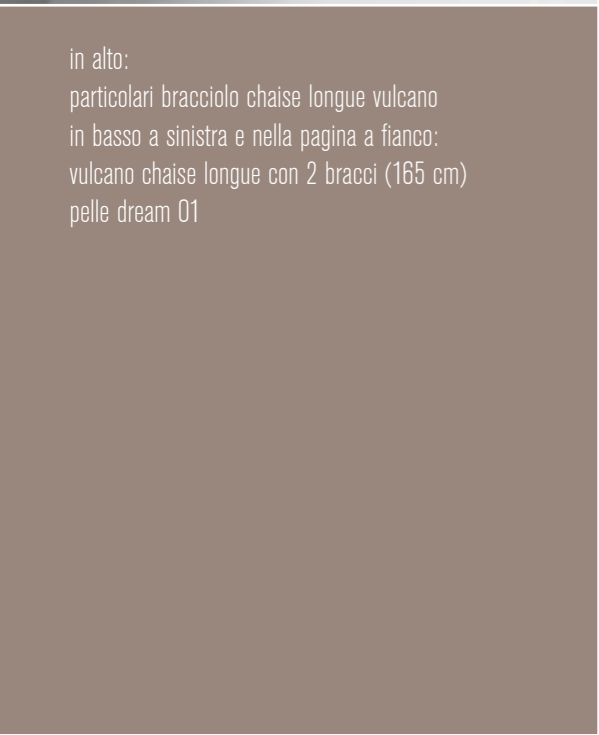 in alto:
particolari bracciolo chaise longue vulcano
in basso a sinistra e nella pagina a fianco:
vulcano chaise longue con 2 bracci (165 cm)
pelle dream 01